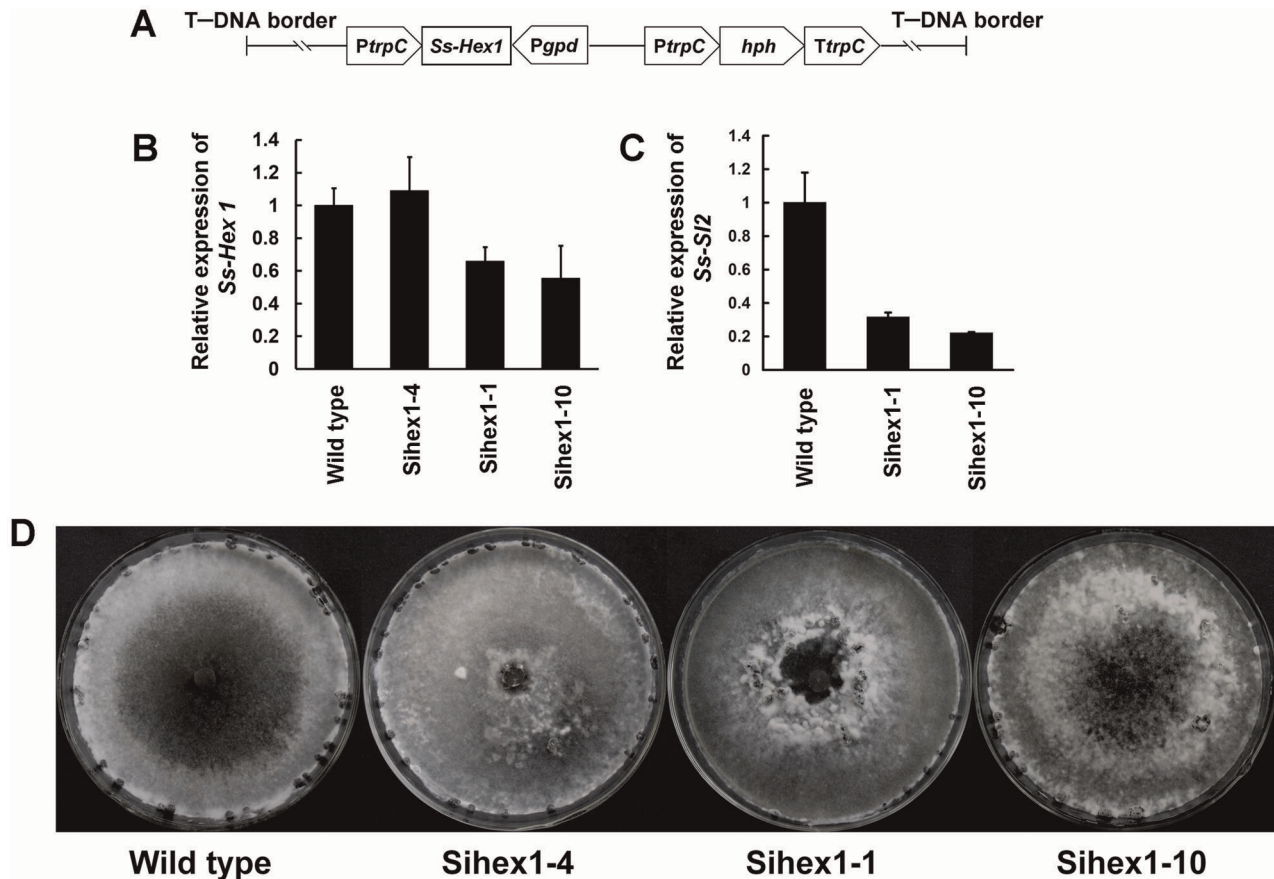 A
T–DNA border
T–DNA border
PtrpC
Ss-Hex1
Pgpd
PtrpC
hph
TtrpC
B
Relative expression of
Ss-Hex 1
1.4
1.2
1
0.8
0.6
0.4
0.2
0
Wild type
Sihex1-4
Sihex1-1
Sihex1-10
C
Relative expression of
Ss-Sl2
1.4
1.2
1
0.8
0.6
0.4
0.2
0
Wild type
Sihex1-1
Sihex1-10
D
Wild type
Sihex1-4
Sihex1-1
Sihex1-10